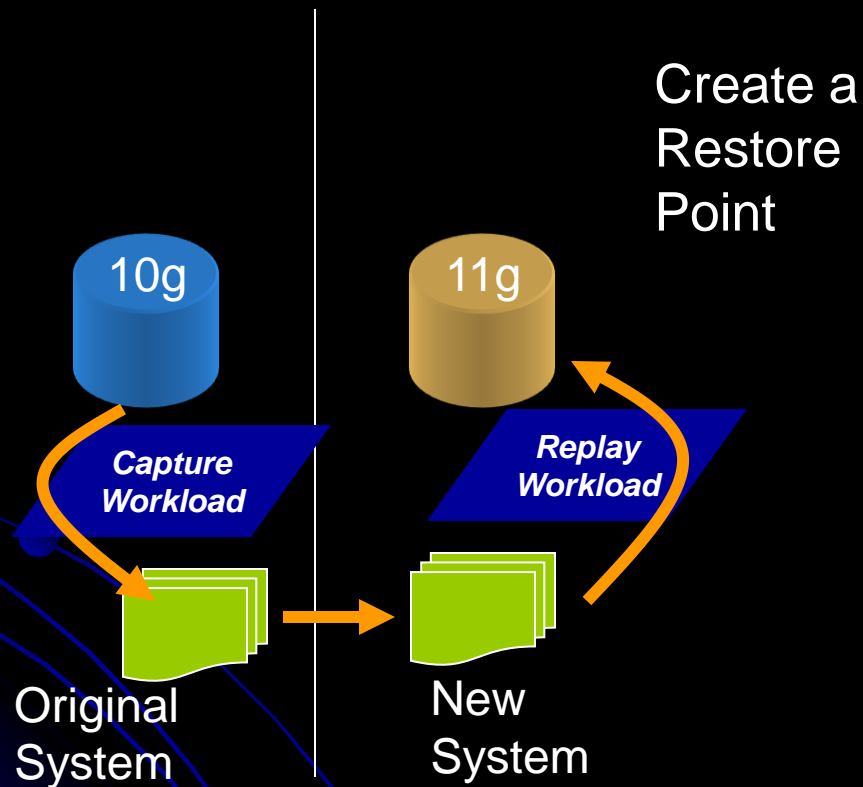 Create a
Restore
Point
10g
11g
Capture
Workload
Replay
Workload
Original
System
New
System